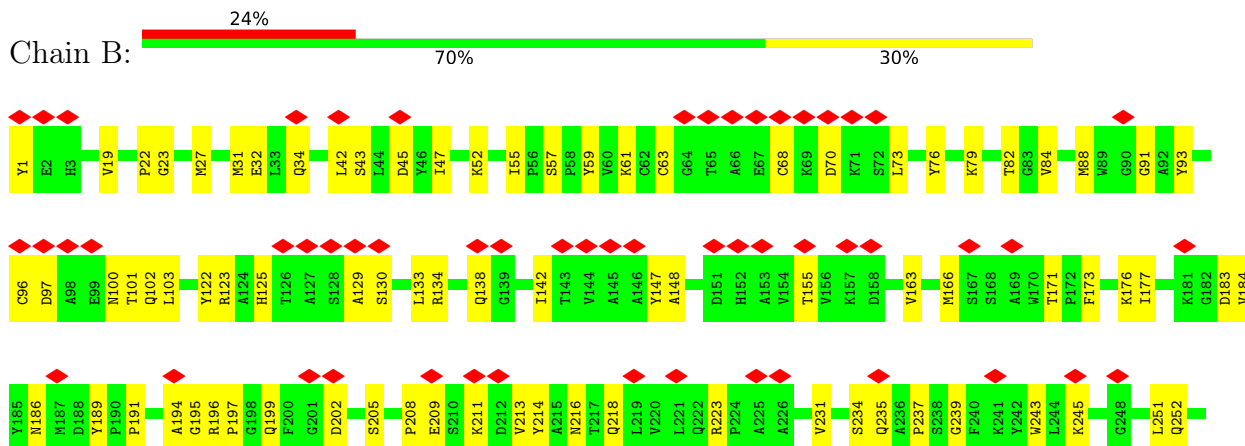 24%
Chain B:
70% 30%
Y1 E2 H3 V19 P22 G23 M27 M31 E32 L33 Q34 L42 S43 L44 D45 Y46 I47 K52 I55 P56 S57 P58 Y59 V60 K61 C62 C63 G64 T65 A66 E67 C68 K69 D70 K71 S72 L73 Y76 K79 T82 G83 V84 M88 W89 G90 G91 A92 Y93
C96 D97 A98 E99 N100 T101 Q102 L103 Y122 R123 A124 H125 T126 A127 S128 A129 S130 L133 R134 Q138 G139 I142 T143 V144 A145 A146 Y147 A148 D151 H152 A153 V154 T155 V156 K157 D158 V163 M166 S167 S168 A169 W170 T171 P172 F173 K176 I177 K181 G182 D183 V184
Y185 N186 M187 D188 Y189 P190 P191 A194 G195 R196 P197 G198 Q199 F200 G201 D202 S205 P208 E209 S210 K211 D212 V213 Y214 A215 N216 T217 Q218 L219 V220 L221 Q222 R223 P224 A225 A226 V231 S234 Q235 A236 P237 S238 G239 F240 K241 Y242 W243 L244 K245 G248 L251 Q252